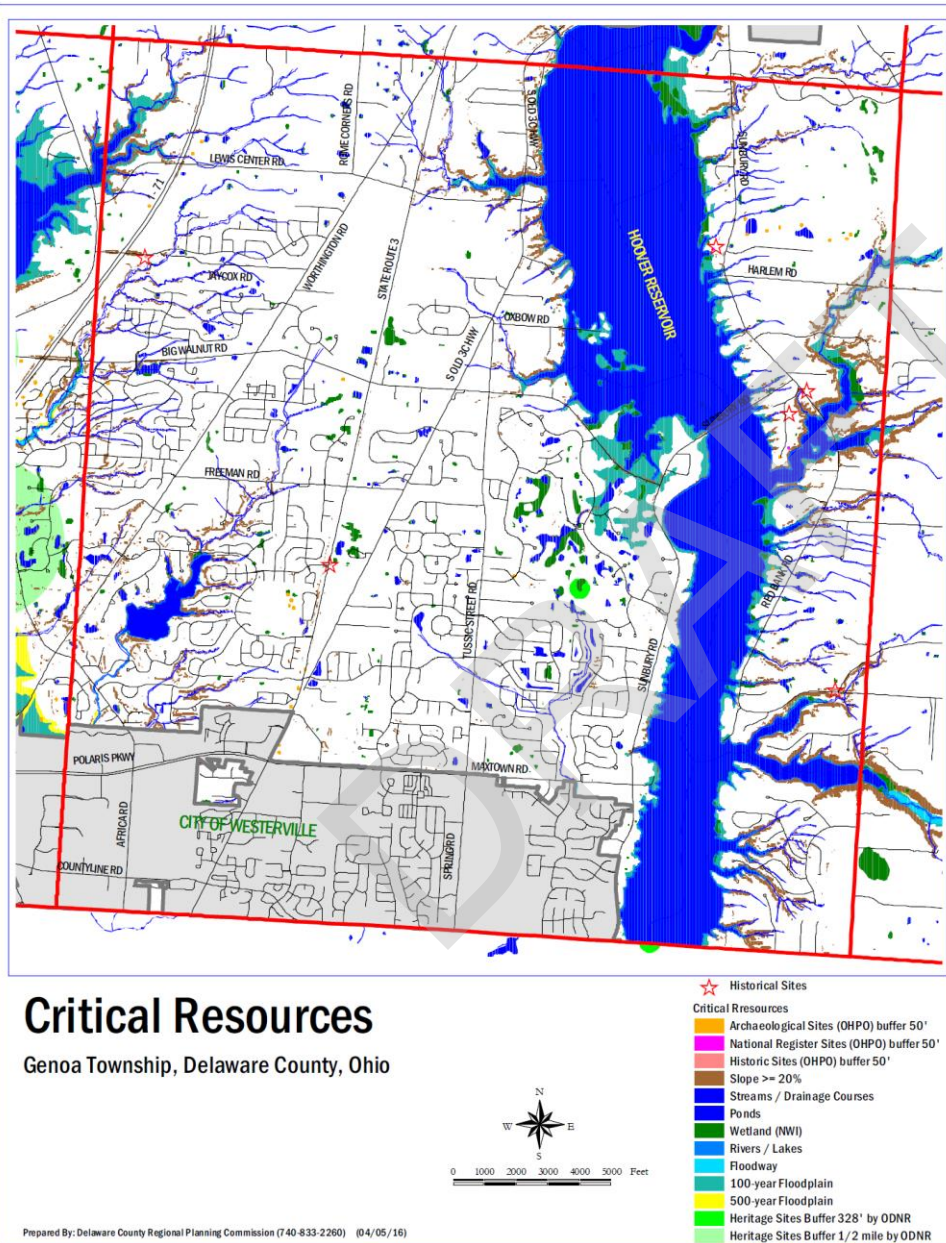 LEWIS CENTER RD
ROME CORNERS RD
S OLD 3C HW
SUNBURY RD
71
WORTHINGTON RD
STATE ROUTE 3
HOOVER RESERVOIR
HARLEM RD
JAYCOX RD
OXBOW RD
BIG WALNUT RD
S OLD 3C HW
FREEMAN RD
TUSSIC STREET RD
RED BANK RD
SUNBURY RD
DRAFT
POLARIS PKWY
MAXTOWN RD
AFRICA RD
CITY OF WESTERVILLE
SPRING RD
COUNTYLINE RD
Critical Resources
Genoa Township, Delaware County, Ohio
N
W E
S
0 1000 2000 3000 4000 5000 Feet
Prepared By: Delaware County Regional Planning Commission (740-833-2260) (04/05/16)
Historical Sites
Critical Rresources
Archaeological Sites (OHPO) buffer 50'
National Register Sites (OHPO) buffer 50'
Historic Sites (OHPO) buffer 50'
Slope >= 20%
Streams / Drainage Courses
Ponds
Wetland (NWI)
Rivers / Lakes
Floodway
100-year Floodplain
500-year Floodplain
Heritage Sites Buffer 328' by ODNR
Heritage Sites Buffer 1/2 mile by ODNR